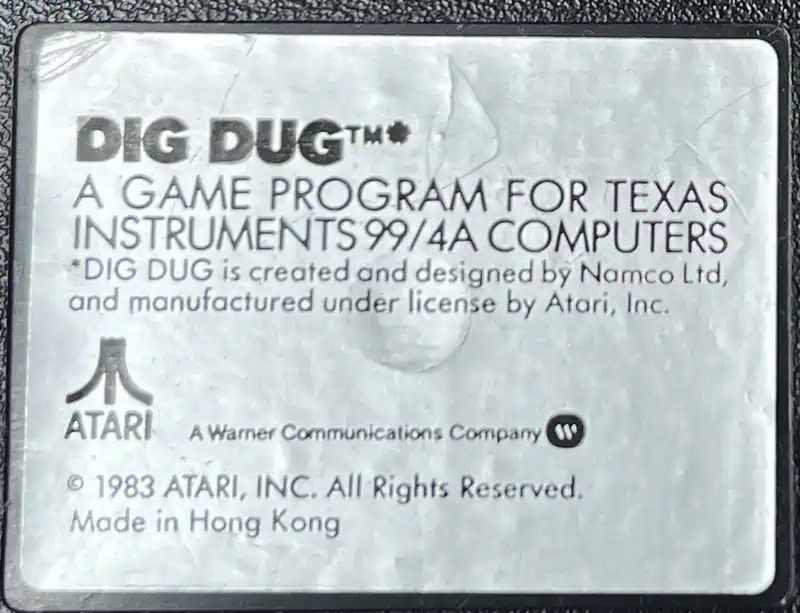 DIG DUG™*
A GAME PROGRAM FOR TEXAS
INSTRUMENTS 99/4A COMPUTERS
*DIG DUG is created and designed by Namco Ltd,
and manufactured under license by Atari, Inc.
ATARI
A Warner Communications Company
© 1983 ATARI, INC. All Rights Reserved.
Made in Hong Kong